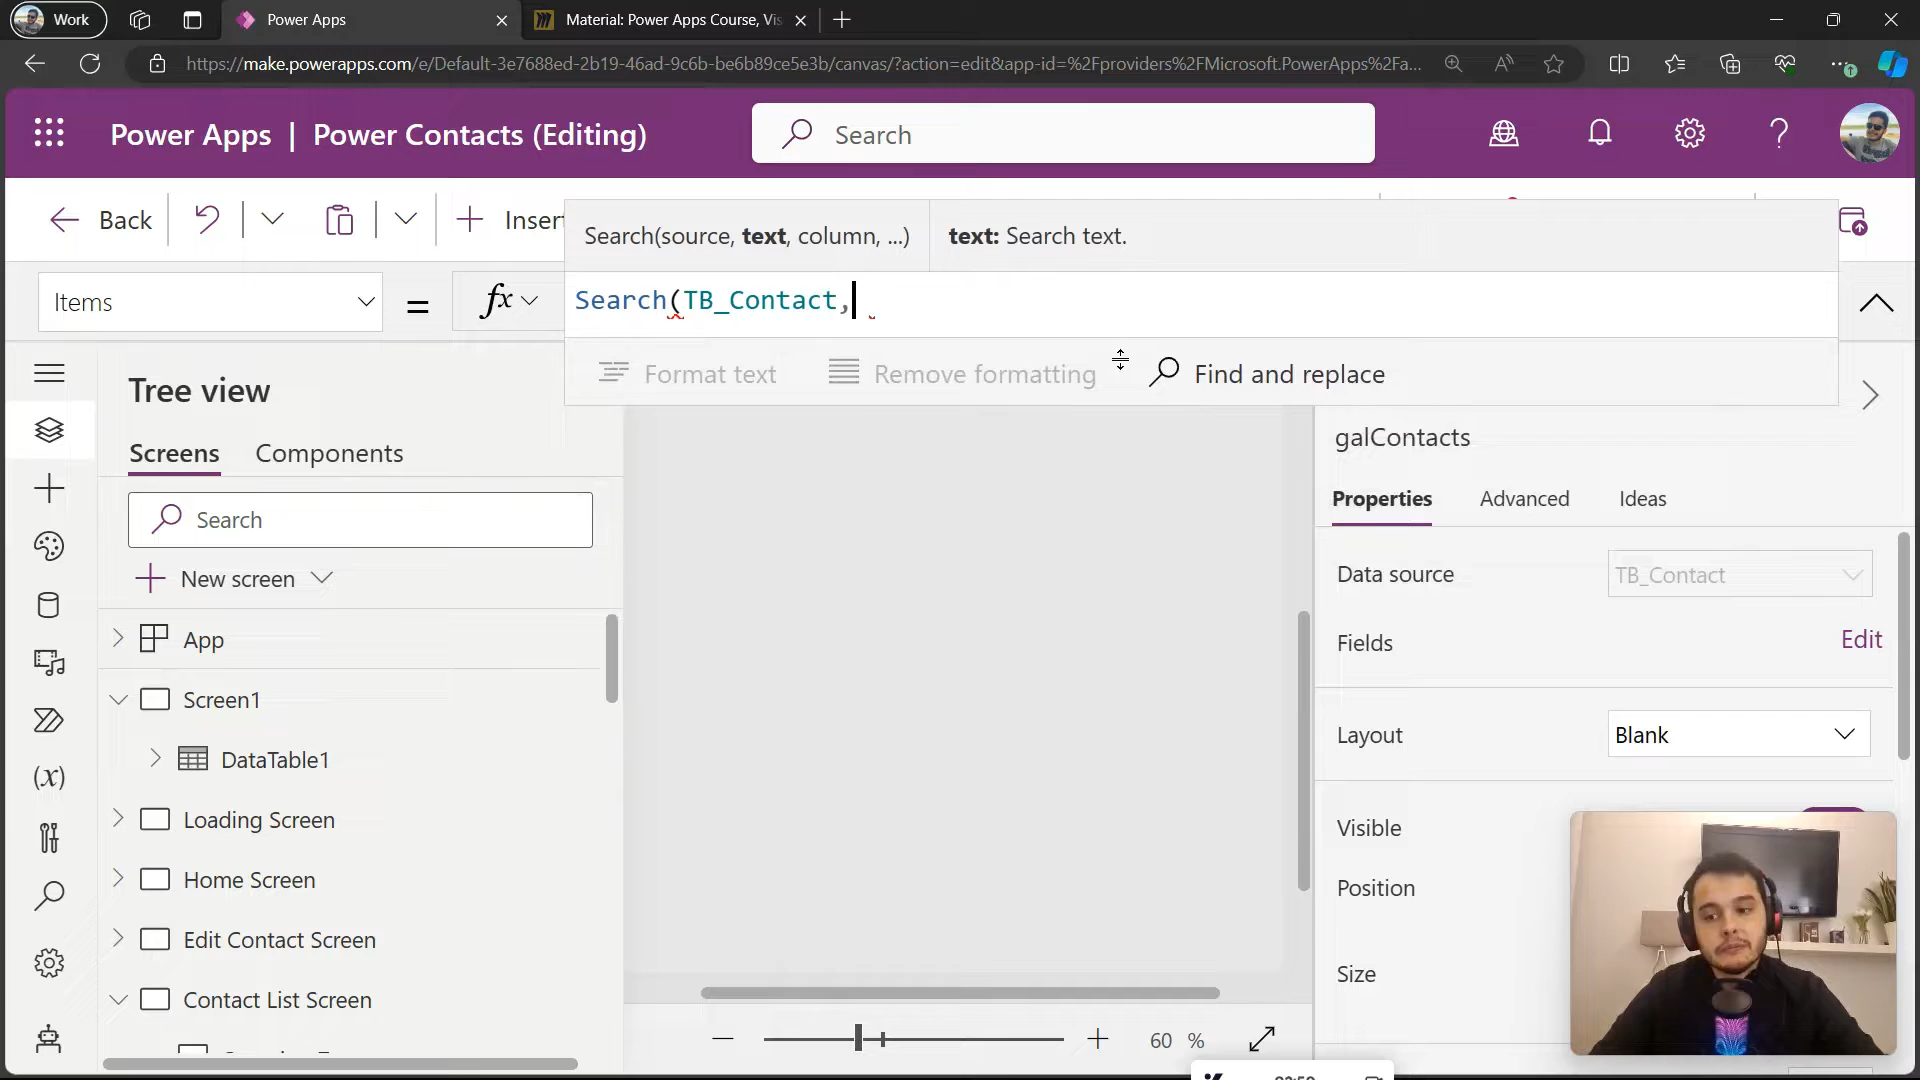 Work
Power Apps
Material: Power Apps Course, Vis
https://make.powerapps.com/e/Default-3e7688ed-2b19-46ad-9c6b-be6b89ce5e3b/canvas/?action=edit&app-id=%2Fproviders%2FMicrosoft.PowerApps%2Fa...
Power Apps | Power Contacts (Editing)
Search
Back
Insert
Search(source, text, column, ...)
text: Search text.
Items
=
fx
Search(TB_Contact,
Format text
Remove formatting
Find and replace
Tree view
Screens
Components
Search
New screen
App
Screen1
DataTable1
Loading Screen
Home Screen
Edit Contact Screen
Contact List Screen
galContacts
Properties
Advanced
Ideas
Data source
TB_Contact
Fields
Edit
Layout
Blank
Visible
Position
Size
60 %